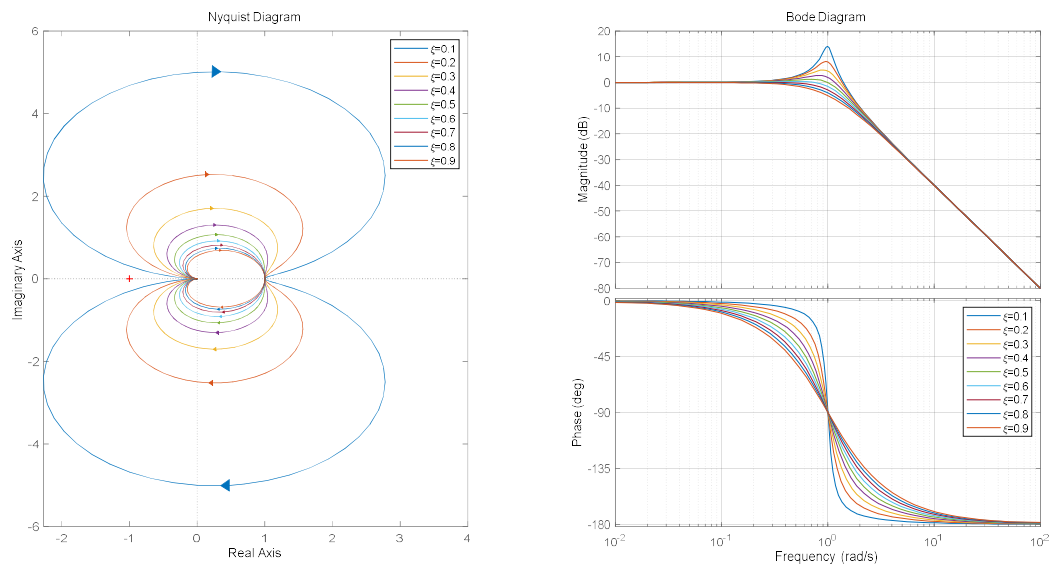 Nyquist Diagram
6
4
2
0
-2
-4
-6
-2
-1
0
1
2
3
4
Imaginary Axis
Real Axis
ξ=0.1
ξ=0.2
ξ=0.3
ξ=0.4
ξ=0.5
ξ=0.6
ξ=0.7
ξ=0.8
ξ=0.9
Bode Diagram
20
10
0
-10
-20
-30
-40
-50
-60
-70
-80
Magnitude (dB)
0
-45
-90
-135
-180
Phase (deg)
ξ=0.1
ξ=0.2
ξ=0.3
ξ=0.4
ξ=0.5
ξ=0.6
ξ=0.7
ξ=0.8
ξ=0.9
10⁻²
10⁻¹
10⁰
10¹
10²
Frequency (rad/s)